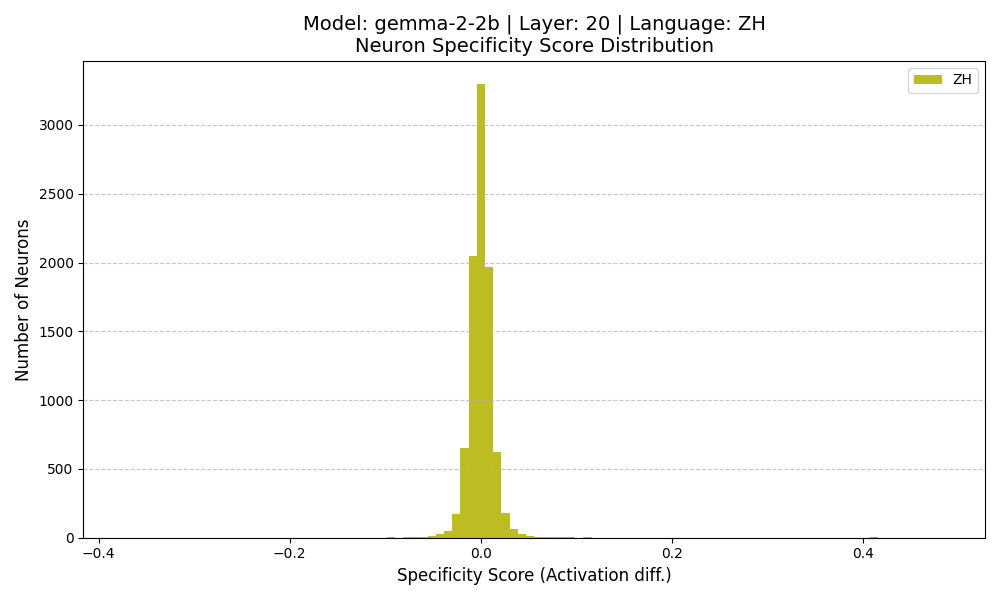 Model: gemma-2-2b | Layer: 20 | Language: ZH
Neuron Specificity Score Distribution
ZH
Number of Neurons
3000
2500
2000
1500
1000
500
0
−0.4
−0.2
0.0
0.2
0.4
Specificity Score (Activation diff.)